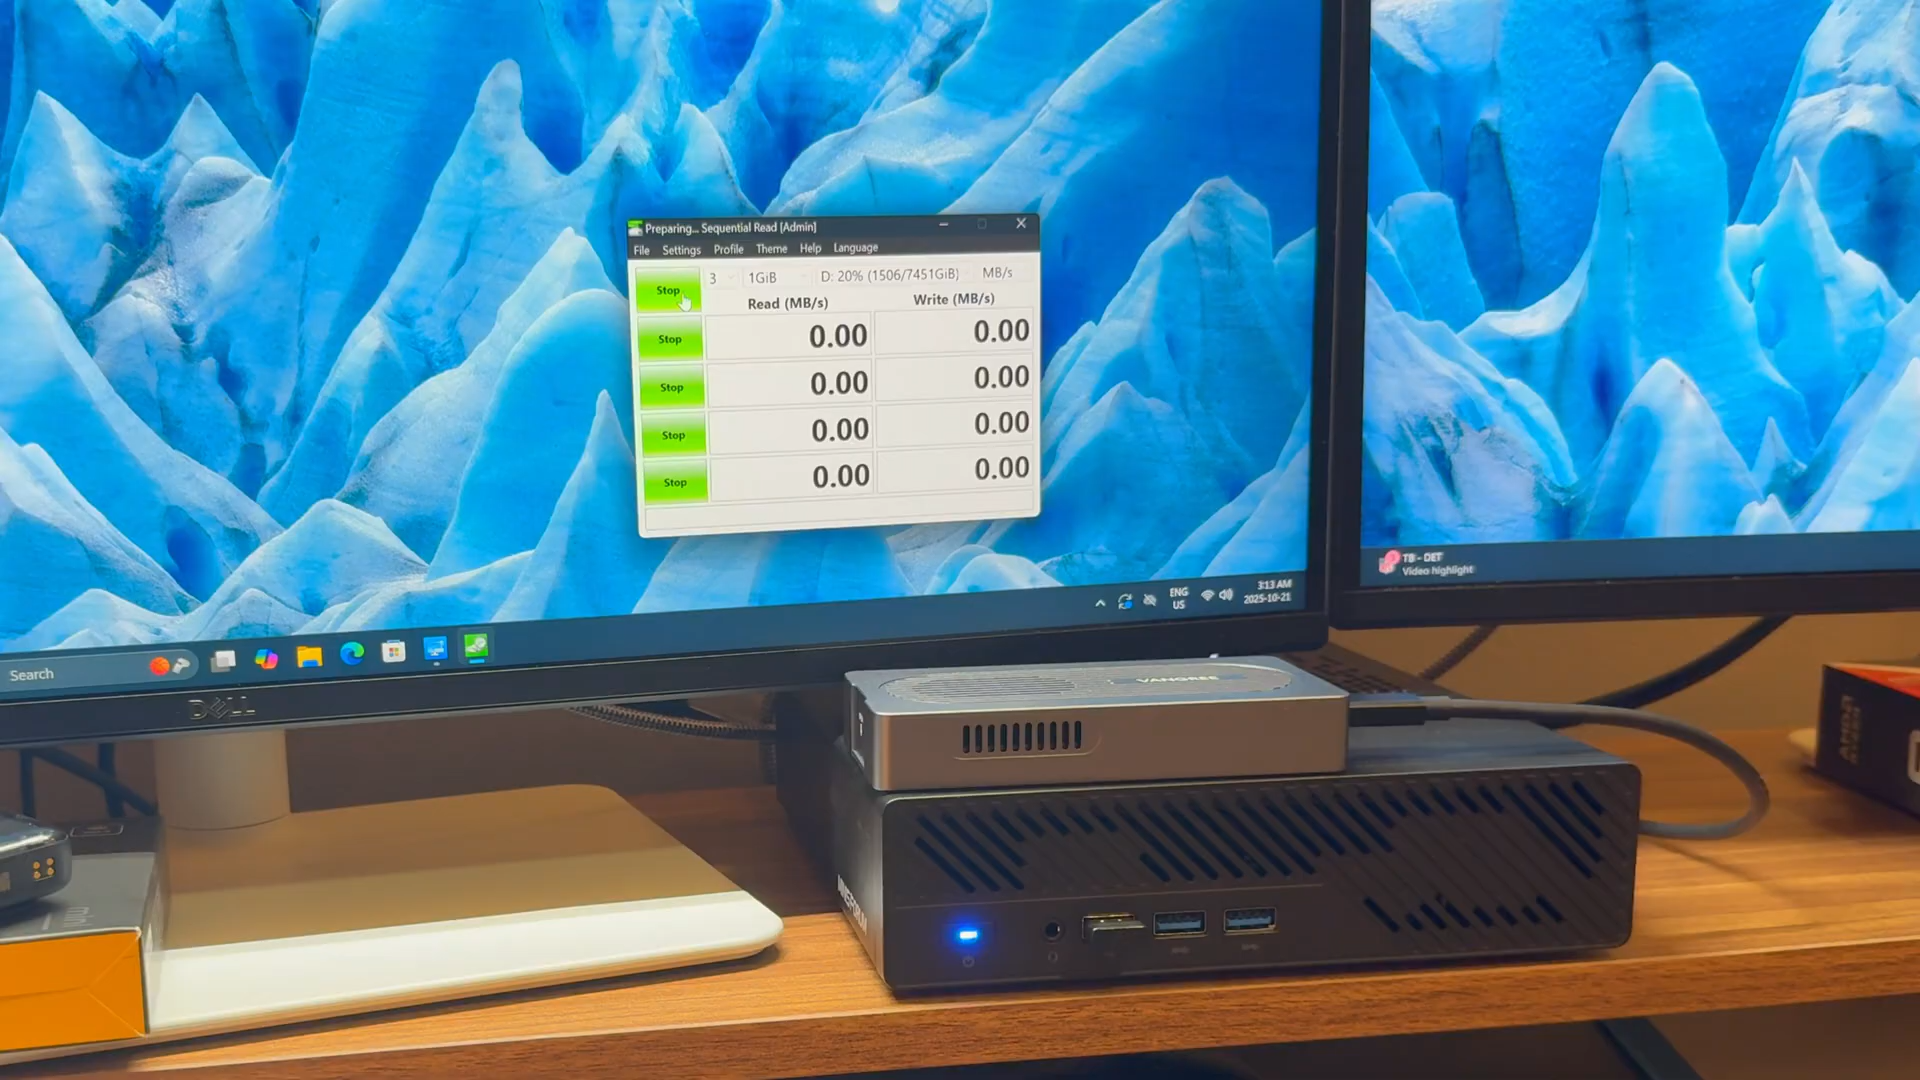 Preparing... Sequential Read [Admin]
File Settings Profile Theme Help Language
Stop 3 1GiB D: 20% (1506/7451GiB) MB/s
Read (MB/s) Write (MB/s)
Stop 0.00 0.00
Stop 0.00 0.00
Stop 0.00 0.00
Stop 0.00 0.00
TB - DET
Video highlight
ENG
US
3:13 AM
2025-10-21
Search
DELL
AMD